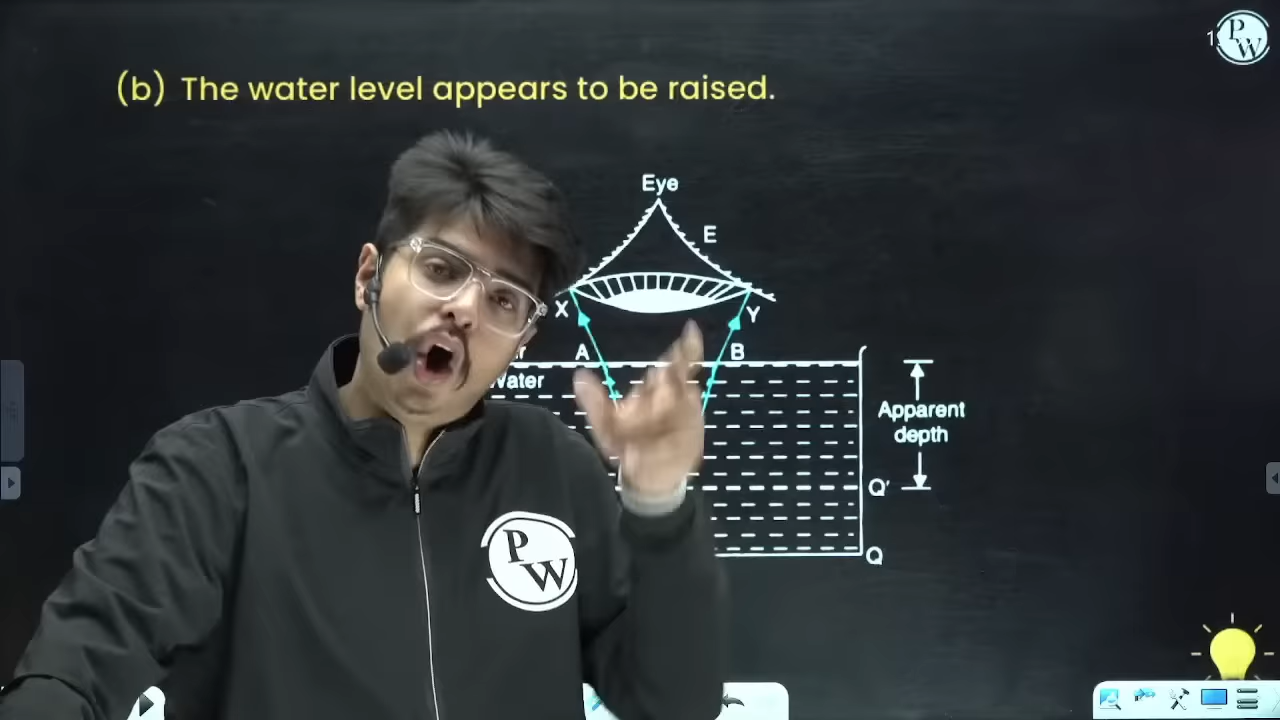 (b) The water level appears to be raised.
P
W
Eye
E
X
Y
A
B
Water
Apparent
depth
Q'
Q
P
W